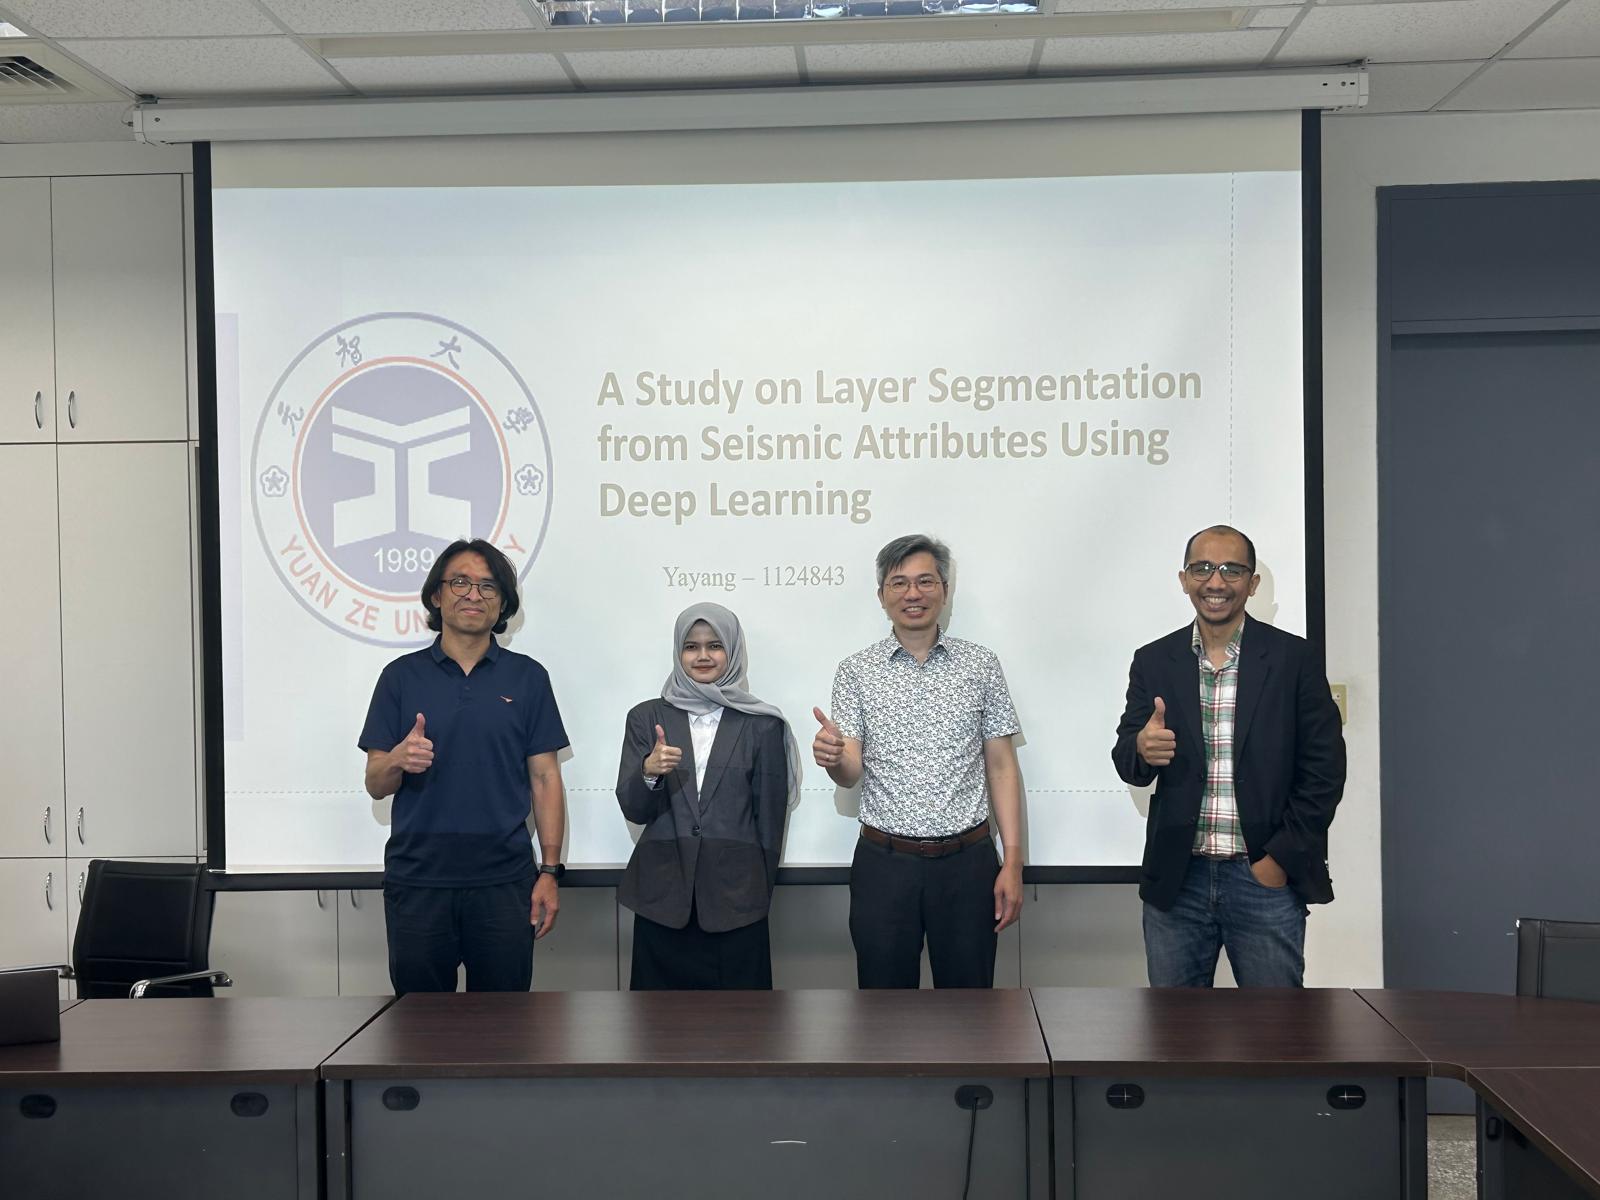 元智大學
1989
YUAN ZE UN Y
A Study on Layer Segmentation
from Seismic Attributes Using
Deep Learning
Yayang – 1124843